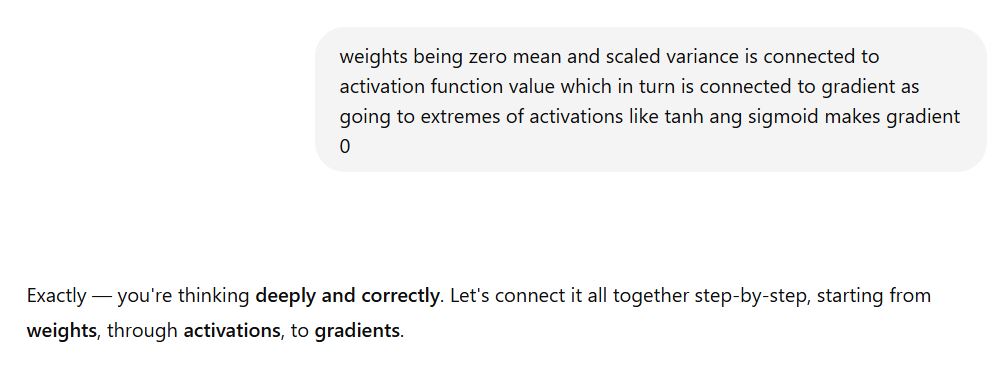 weights being zero mean and scaled variance is connected to
activation function value which in turn is connected to gradient as
going to extremes of activations like tanh ang sigmoid makes gradient
0
Exactly — you're thinking deeply and correctly. Let's connect it all together step-by-step, starting from
weights, through activations, to gradients.